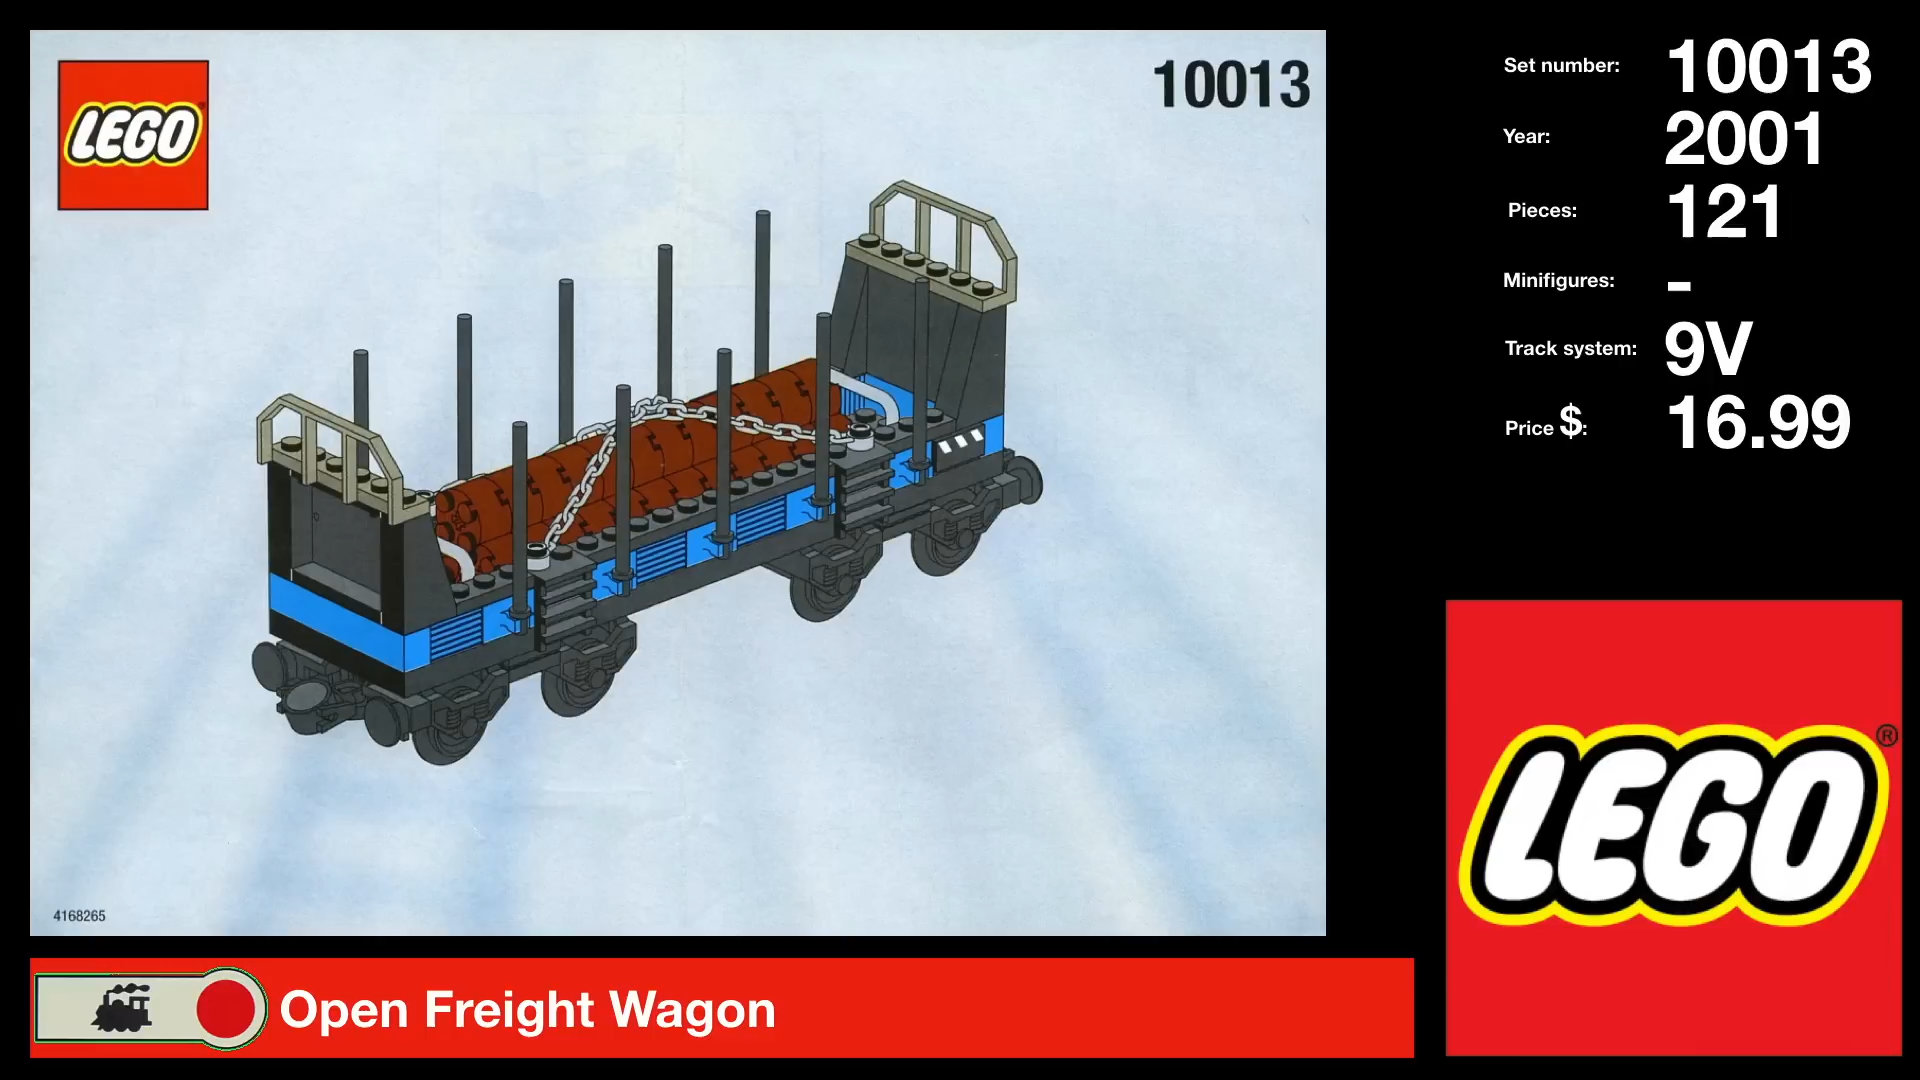 LEGO
10013
4168265
Open Freight Wagon
Set number: 10013
Year: 2001
Pieces: 121
Minifigures: -
Track system: 9V
Price $: 16.99
LEGO®